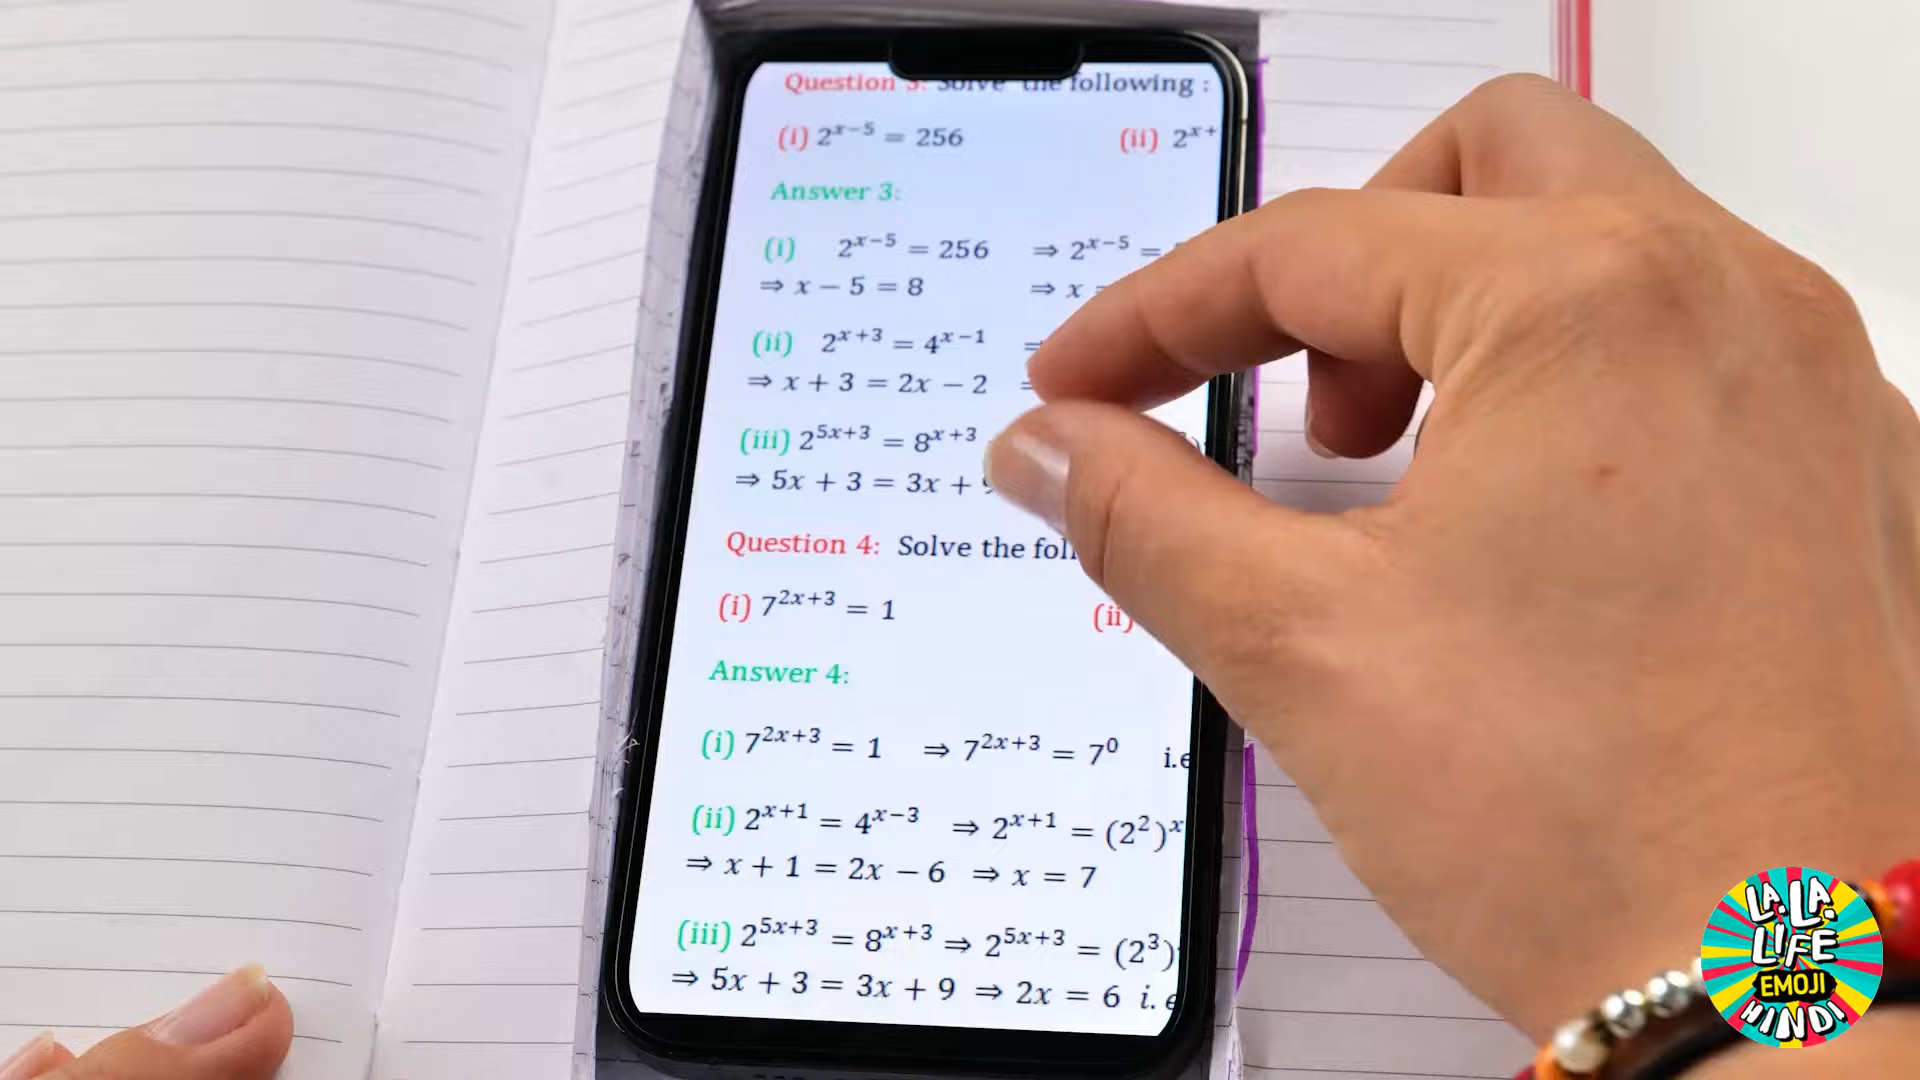 Question 3: Solve the following :
(i) 2^{x-5} = 256 (ii) 2^{x+}
Answer 3:
(i) 2^{x-5} = 256 ⇒ 2^{x-5} =
⇒ x − 5 = 8 ⇒ x =
(ii) 2^{x+3} = 4^{x-1}
⇒ x + 3 = 2x − 2
(iii) 2^{5x+3} = 8^{x+3}
⇒ 5x + 3 = 3x +
Question 4: Solve the
(i) 7^{2x+3} = 1 (ii)
Answer 4:
(i) 7^{2x+3} = 1 ⇒ 7^{2x+3} = 7^0
(ii) 2^{x+1} = 4^{x-3} ⇒ 2^{x+1} = (2^2)^x
⇒ x + 1 = 2x − 6 ⇒ x = 7
(iii) 2^{5x+3} = 8^{x+3} ⇒ 2^{5x+3} = (2^3)
⇒ 5x + 3 = 3x + 9 ⇒ 2x = 6
LA.LA.
LIFE
EMOJI
HINDI